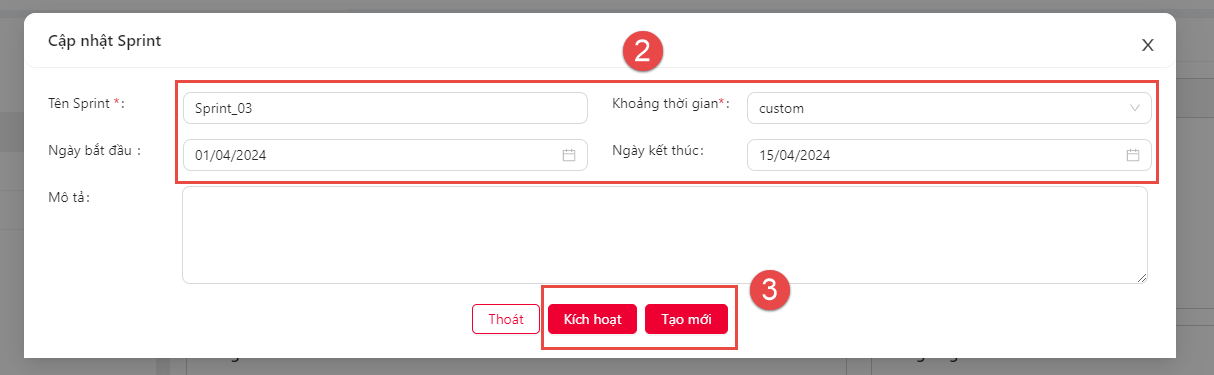 Cập nhật Sprint
X
2
Tên Sprint *:
Sprint_03
Khoảng thời gian*:
custom
Ngày bắt đầu :
01/04/2024
Ngày kết thúc:
15/04/2024
Mô tả:
3
Thoát
Kích hoạt
Tạo mới